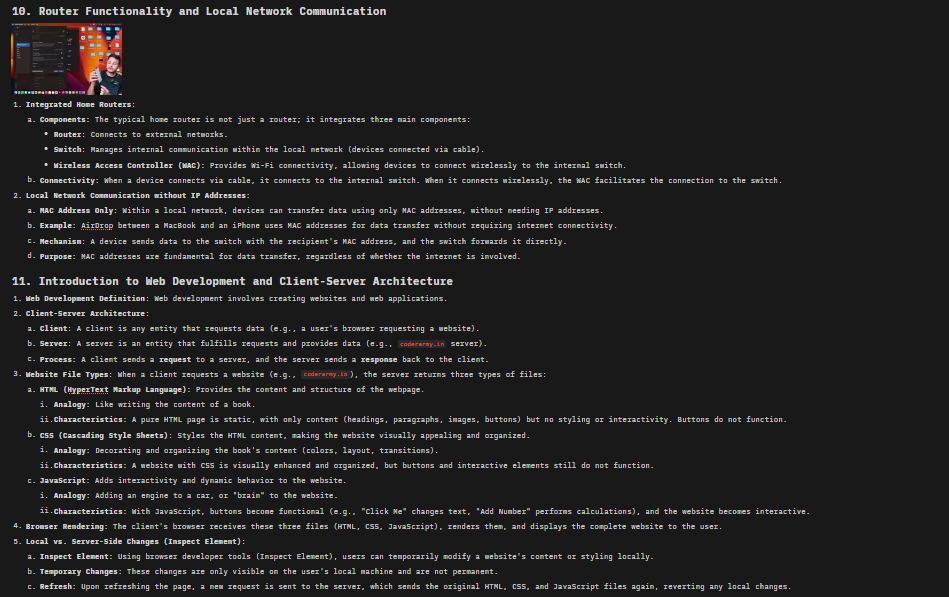 10. Router Functionality and Local Network Communication
1. Integrated Home Routers:
a. Components: The typical home router is not just a router; it integrates three main components:
• Router: Connects to external networks.
• Switch: Manages internal communication within the local network (devices connected via cable).
• Wireless Access Controller (WAC): Provides Wi-Fi connectivity, allowing devices to connect wirelessly to the internal switch.
b. Connectivity: When a device connects via cable, it connects to the internal switch. When it connects wirelessly, the WAC facilitates the connection to the switch.
2. Local Network Communication without IP Addresses:
a. MAC Address Only: Within a local network, devices can transfer data using only MAC addresses, without needing IP addresses.
b. Example: AirDrop between a MacBook and an iPhone uses MAC addresses for data transfer without requiring internet connectivity.
c. Mechanism: A device sends data to the switch with the recipient's MAC address, and the switch forwards it directly.
d. Purpose: MAC addresses are fundamental for data transfer, regardless of whether the internet is involved.
11. Introduction to Web Development and Client-Server Architecture
1. Web Development Definition: Web development involves creating websites and web applications.
2. Client-Server Architecture:
a. Client: A client is any entity that requests data (e.g., a user's browser requesting a website).
b. Server: A server is an entity that fulfills requests and provides data (e.g., coderarmy.in server).
c. Process: A client sends a request to a server, and the server sends a response back to the client.
3. Website File Types: When a client requests a website (e.g., coderarmy.in), the server returns three types of files:
a. HTML (HyperText Markup Language): Provides the content and structure of the webpage.
i. Analogy: Like writing the content of a book.
ii. Characteristics: A pure HTML page is static, with only content (headings, paragraphs, images, buttons) but no styling or interactivity. Buttons do not function.
b. CSS (Cascading Style Sheets): Styles the HTML content, making the website visually appealing and organized.
i. Analogy: Decorating and organizing the book's content (colors, layout, transitions).
ii. Characteristics: A website with CSS is visually enhanced and organized, but buttons and interactive elements still do not function.
c. JavaScript: Adds interactivity and dynamic behavior to the website.
i. Analogy: Adding an engine to a car, or "brain" to the website.
ii. Characteristics: With JavaScript, buttons become functional (e.g., "Click Me" changes text, "Add Number" performs calculations), and the website becomes interactive.
4. Browser Rendering: The client's browser receives these three files (HTML, CSS, JavaScript), renders them, and displays the complete website to the user.
5. Local vs. Server-Side Changes (Inspect Element):
a. Inspect Element: Using browser developer tools (Inspect Element), users can temporarily modify a website's content or styling locally.
b. Temporary Changes: These changes are only visible on the user's local machine and are not permanent.
c. Refresh: Upon refreshing the page, a new request is sent to the server, which sends the original HTML, CSS, and JavaScript files again, reverting any local changes.